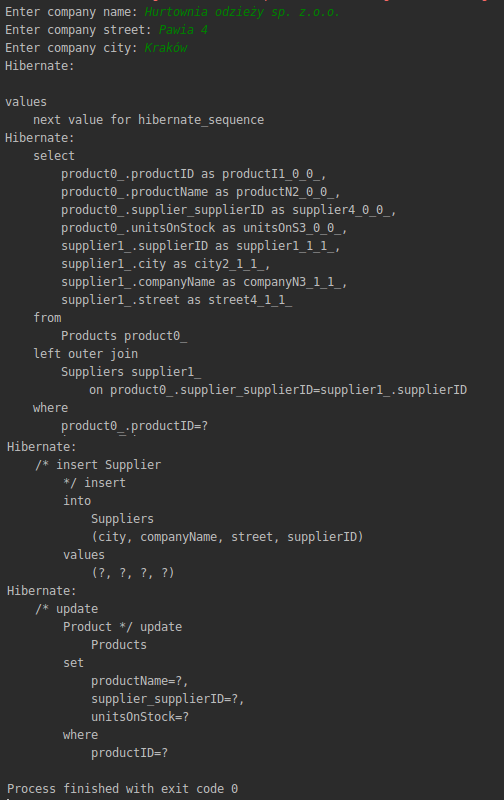 Enter company name: Hurtownia odzieży sp. z.o.o.
Enter company street: Pawia 4
Enter company city: Kraków
Hibernate:

values
    next value for hibernate_sequence
Hibernate:
    select
        product0_.productID as productI1_0_0_,
        product0_.productName as productN2_0_0_,
        product0_.supplier_supplierID as supplier4_0_0_,
        product0_.unitsOnStock as unitsOnS3_0_0_,
        supplier1_.supplierID as supplier1_1_1_,
        supplier1_.city as city2_1_1_,
        supplier1_.companyName as companyN3_1_1_,
        supplier1_.street as street4_1_1_
    from
        Products product0_
    left outer join
        Suppliers supplier1_
            on product0_.supplier_supplierID=supplier1_.supplierID
    where
        product0_.productID=?
Hibernate:
    /* insert Supplier
        */ insert
        into
            Suppliers
            (city, companyName, street, supplierID)
        values
            (?, ?, ?, ?)
Hibernate:
    /* update
        Product */ update
            Products
        set
            productName=?,
            supplier_supplierID=?,
            unitsOnStock=?
        where
            productID=?

Process finished with exit code 0